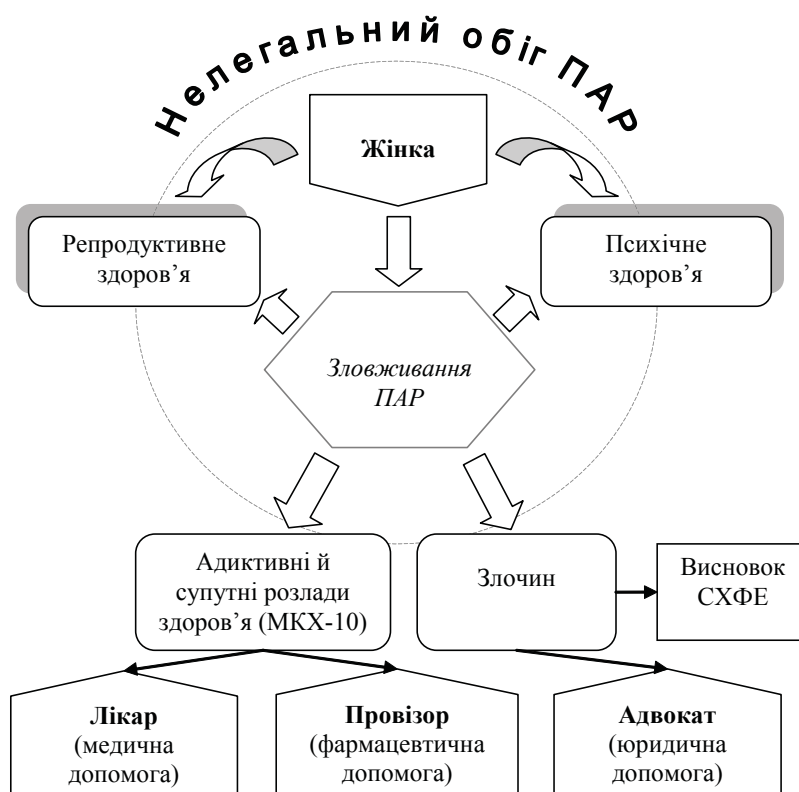 Нелегальний обіг ПАР
Жінка
Репродуктивне
здоров’я
Психічне
здоров’я
Зловживання
ПАР
Адиктивні й
супутні розлади
здоров’я (МКХ-10)
Злочин
Висновок
СХФЕ
Лікар
(медична
допомога)
Провізор
(фармацевтична
допомога)
Адвокат
(юридична
допомога)